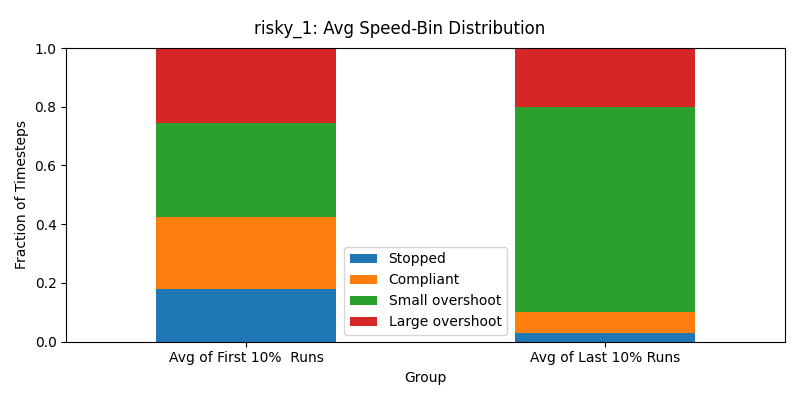 risky_1: Avg Speed-Bin Distribution
1.0
0.8
0.6
0.4
0.2
0.0
Fraction of Timesteps
Stopped
Compliant
Small overshoot
Large overshoot
Avg of First 10%  Runs
Avg of Last 10% Runs
Group